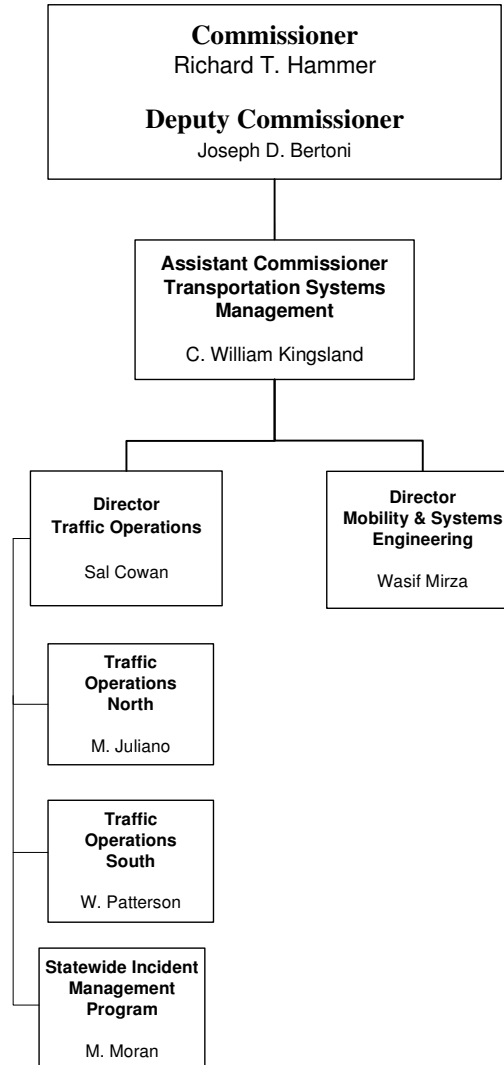 Commissioner
Richard T. Hammer
Deputy Commissioner
Joseph D. Bertoni
Assistant Commissioner
Transportation Systems
Management
C. William Kingsland
Director
Traffic Operations
Sal Cowan
Director
Mobility & Systems
Engineering
Wasif Mirza
Traffic
Operations
North
M. Juliano
Traffic
Operations
South
W. Patterson
Statewide Incident
Management
Program
M. Moran